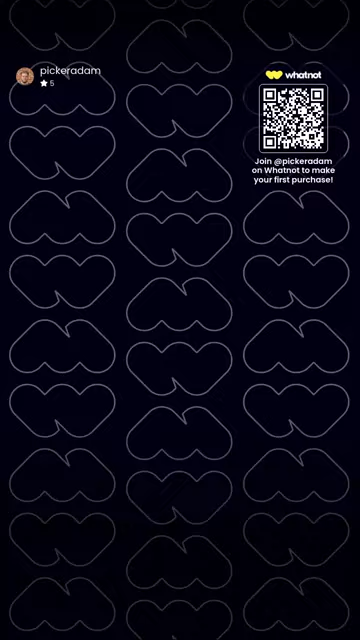 pickeradam
★ 5
whatnot
Join @pickeradam
on Whatnot to make
your first purchase!